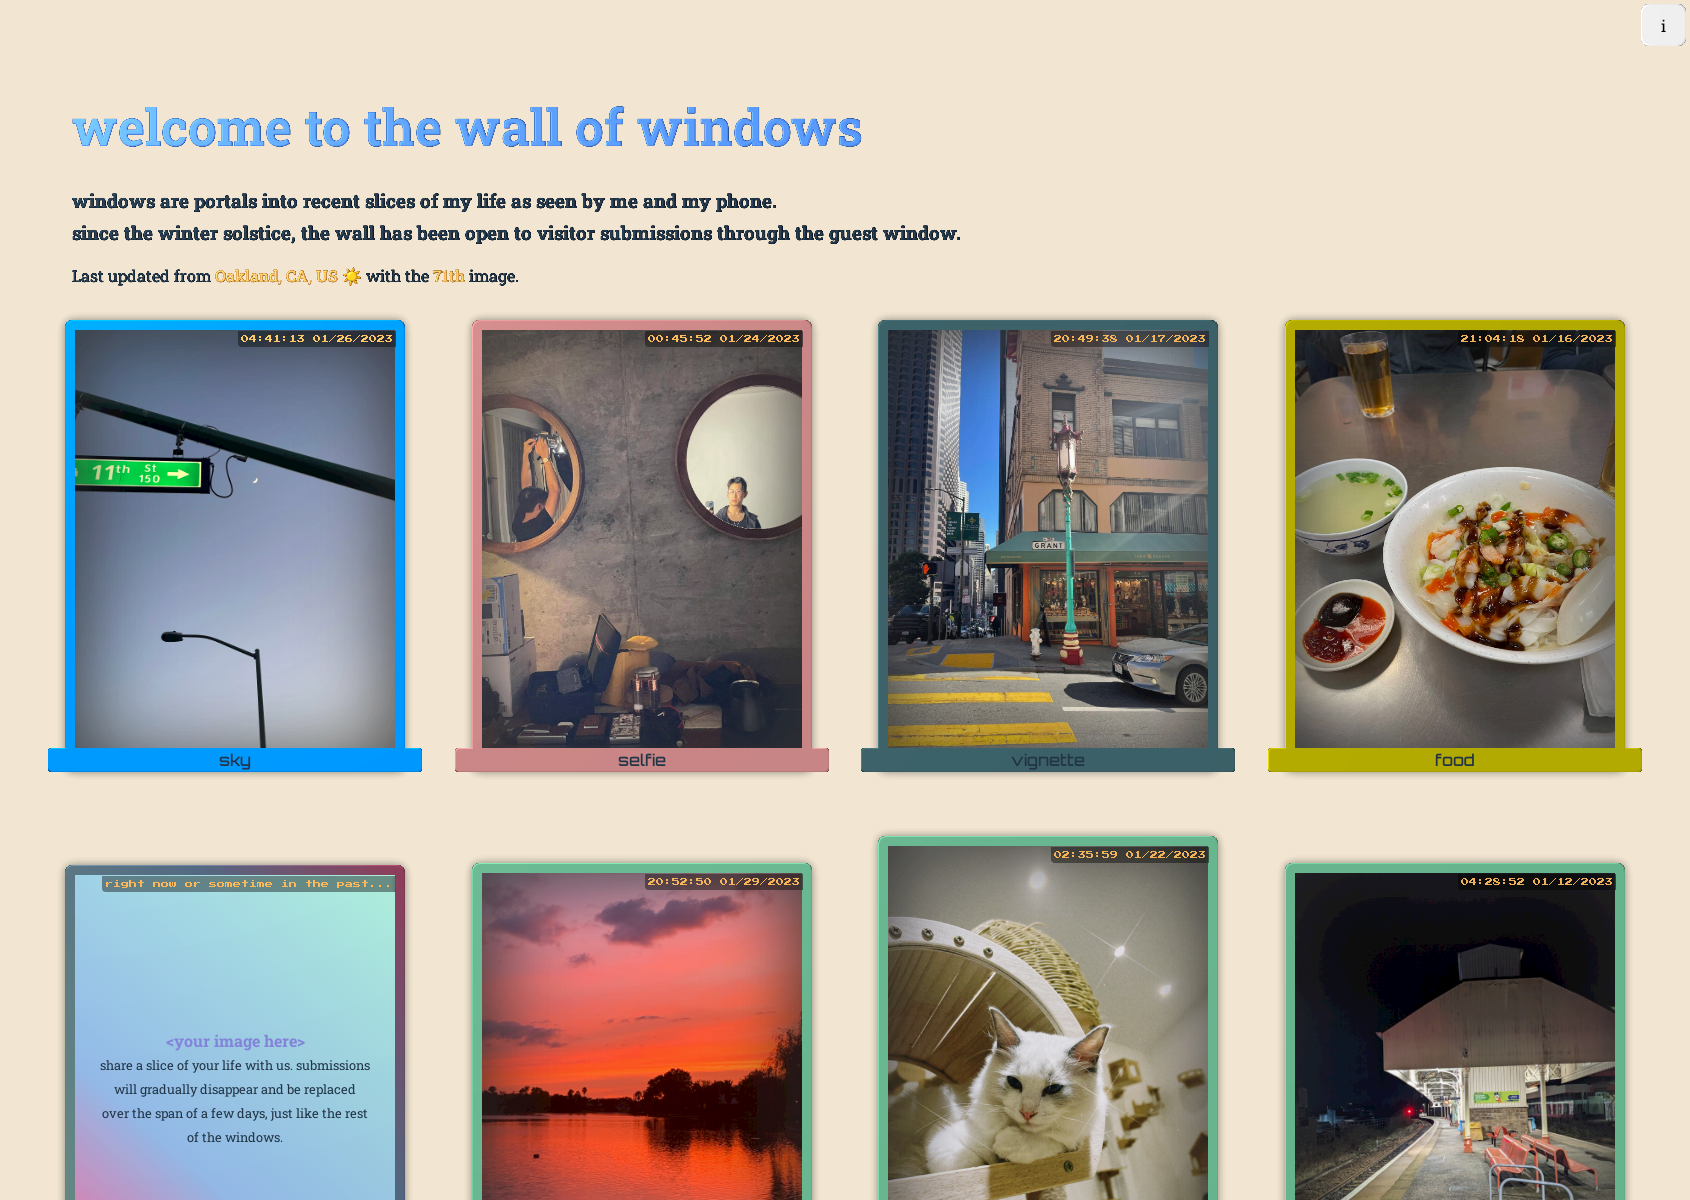 i
welcome to the wall of windows
windows are portals into recent slices of my life as seen by me and my phone.
since the winter solstice, the wall has been open to visitor submissions through the guest window.
Last updated from Oakland, CA, US ☀️ with the 71th image.
04:41:13 01/26/2023
11th St
150
sky
00:45:52 01/24/2023
selfie
20:49:38 01/17/2023
GRANT
vignette
21:04:18 01/16/2023
food
right now or sometime in the past...
<your image here>
share a slice of your life with us. submissions
will gradually disappear and be replaced
over the span of a few days, just like the rest
of the windows.
20:52:50 01/29/2023
02:35:59 01/22/2023
04:28:52 01/12/2023